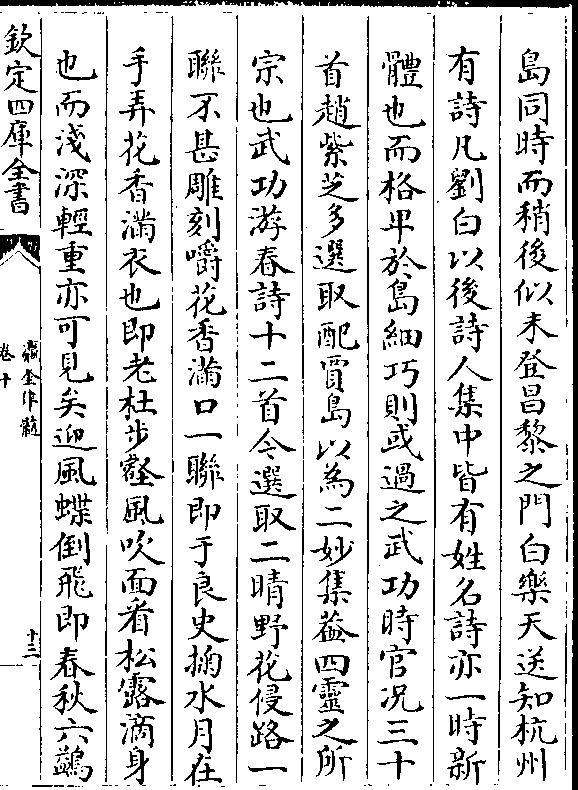 島同時而稍後似未登昌黎之門白樂天送知杭州
有詩凡劉白以後詩人集中皆有姓名詩亦一時新
體也而格卑於島細巧則或過之武功時官况三十
首趙紫芝多選取配賈島以為二妙集葢四靈之所
宗也武功游春詩十二首今選取二晴野花侵路一
聯不甚雕刻嚼花香滿口一聯即于良史掬水月在
手弄花香滿衣也即老杜步壑風吹面看松露滴身
也而淺深輕重亦可見矣迎風蝶倒飛即春秋六鷁
欽定四庫全書
瀛奎律髓
卷十
十三